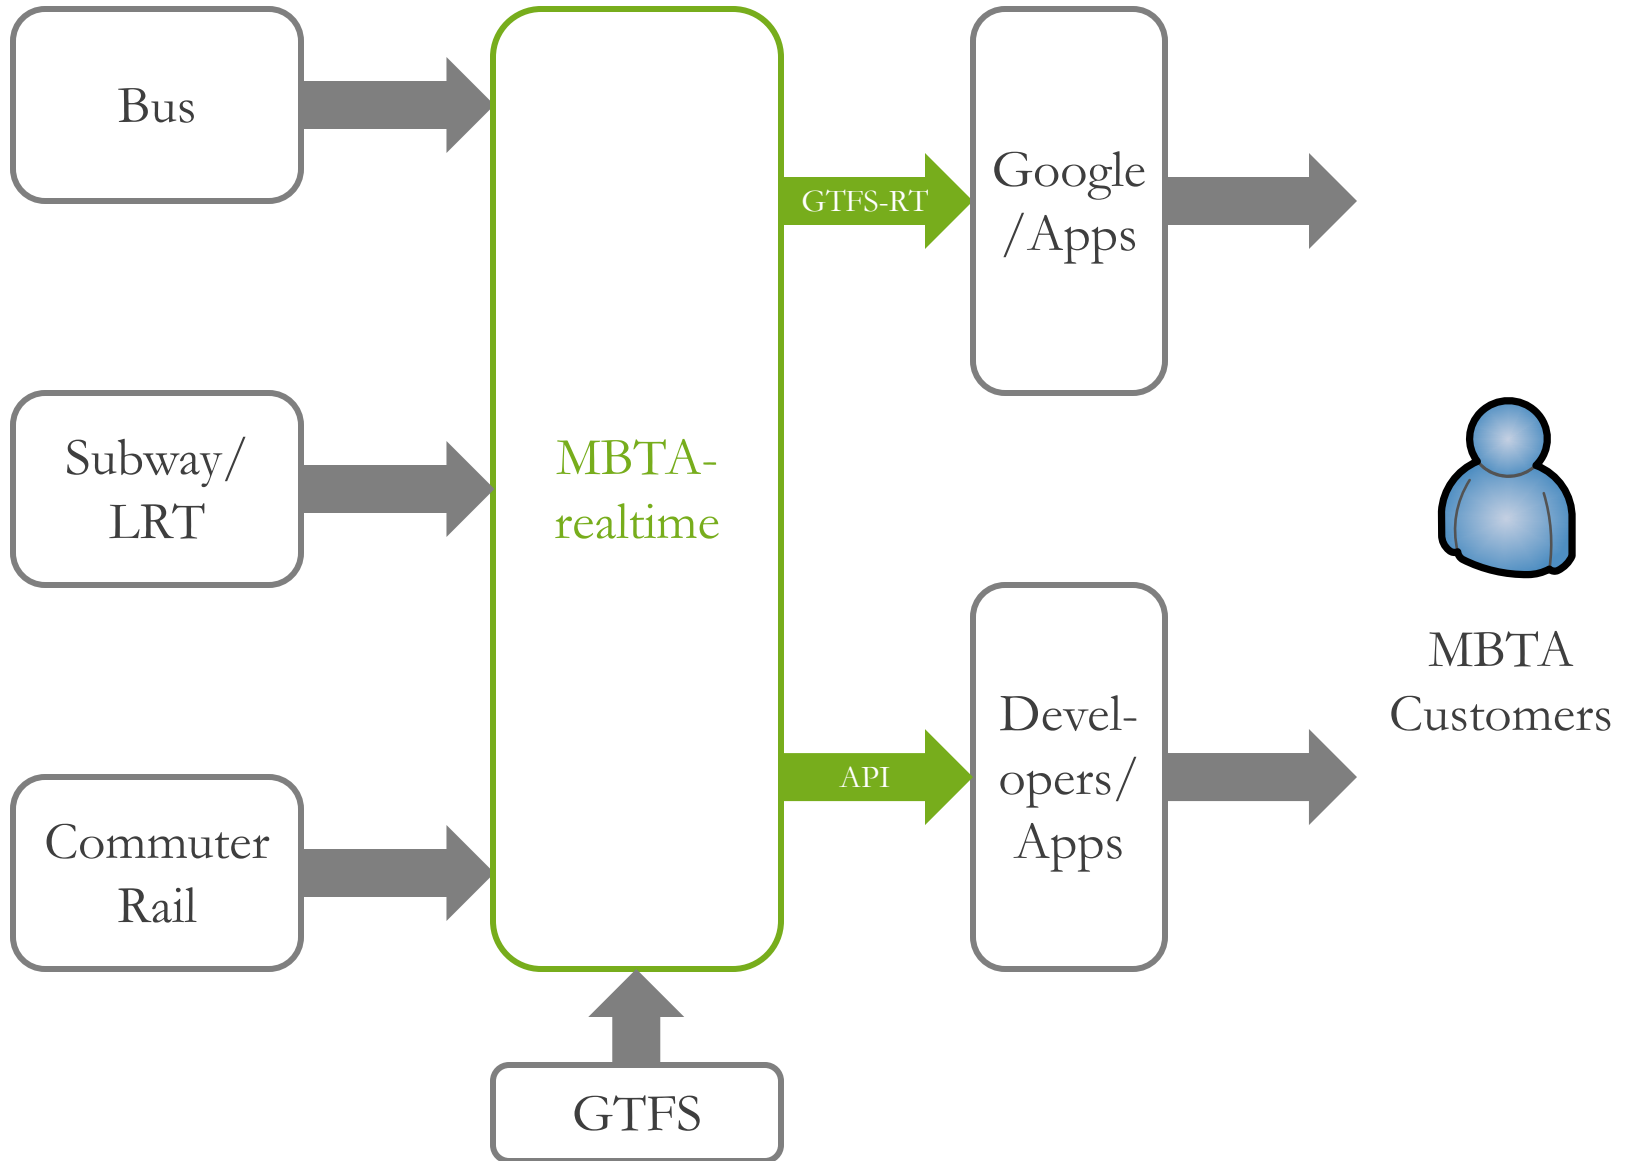 Bus
Subway/
LRT
Commuter
Rail
MBTA-
realtime
GTFS
GTFS-RT
API
Google
/Apps
Devel-
opers/
Apps
MBTA
Customers